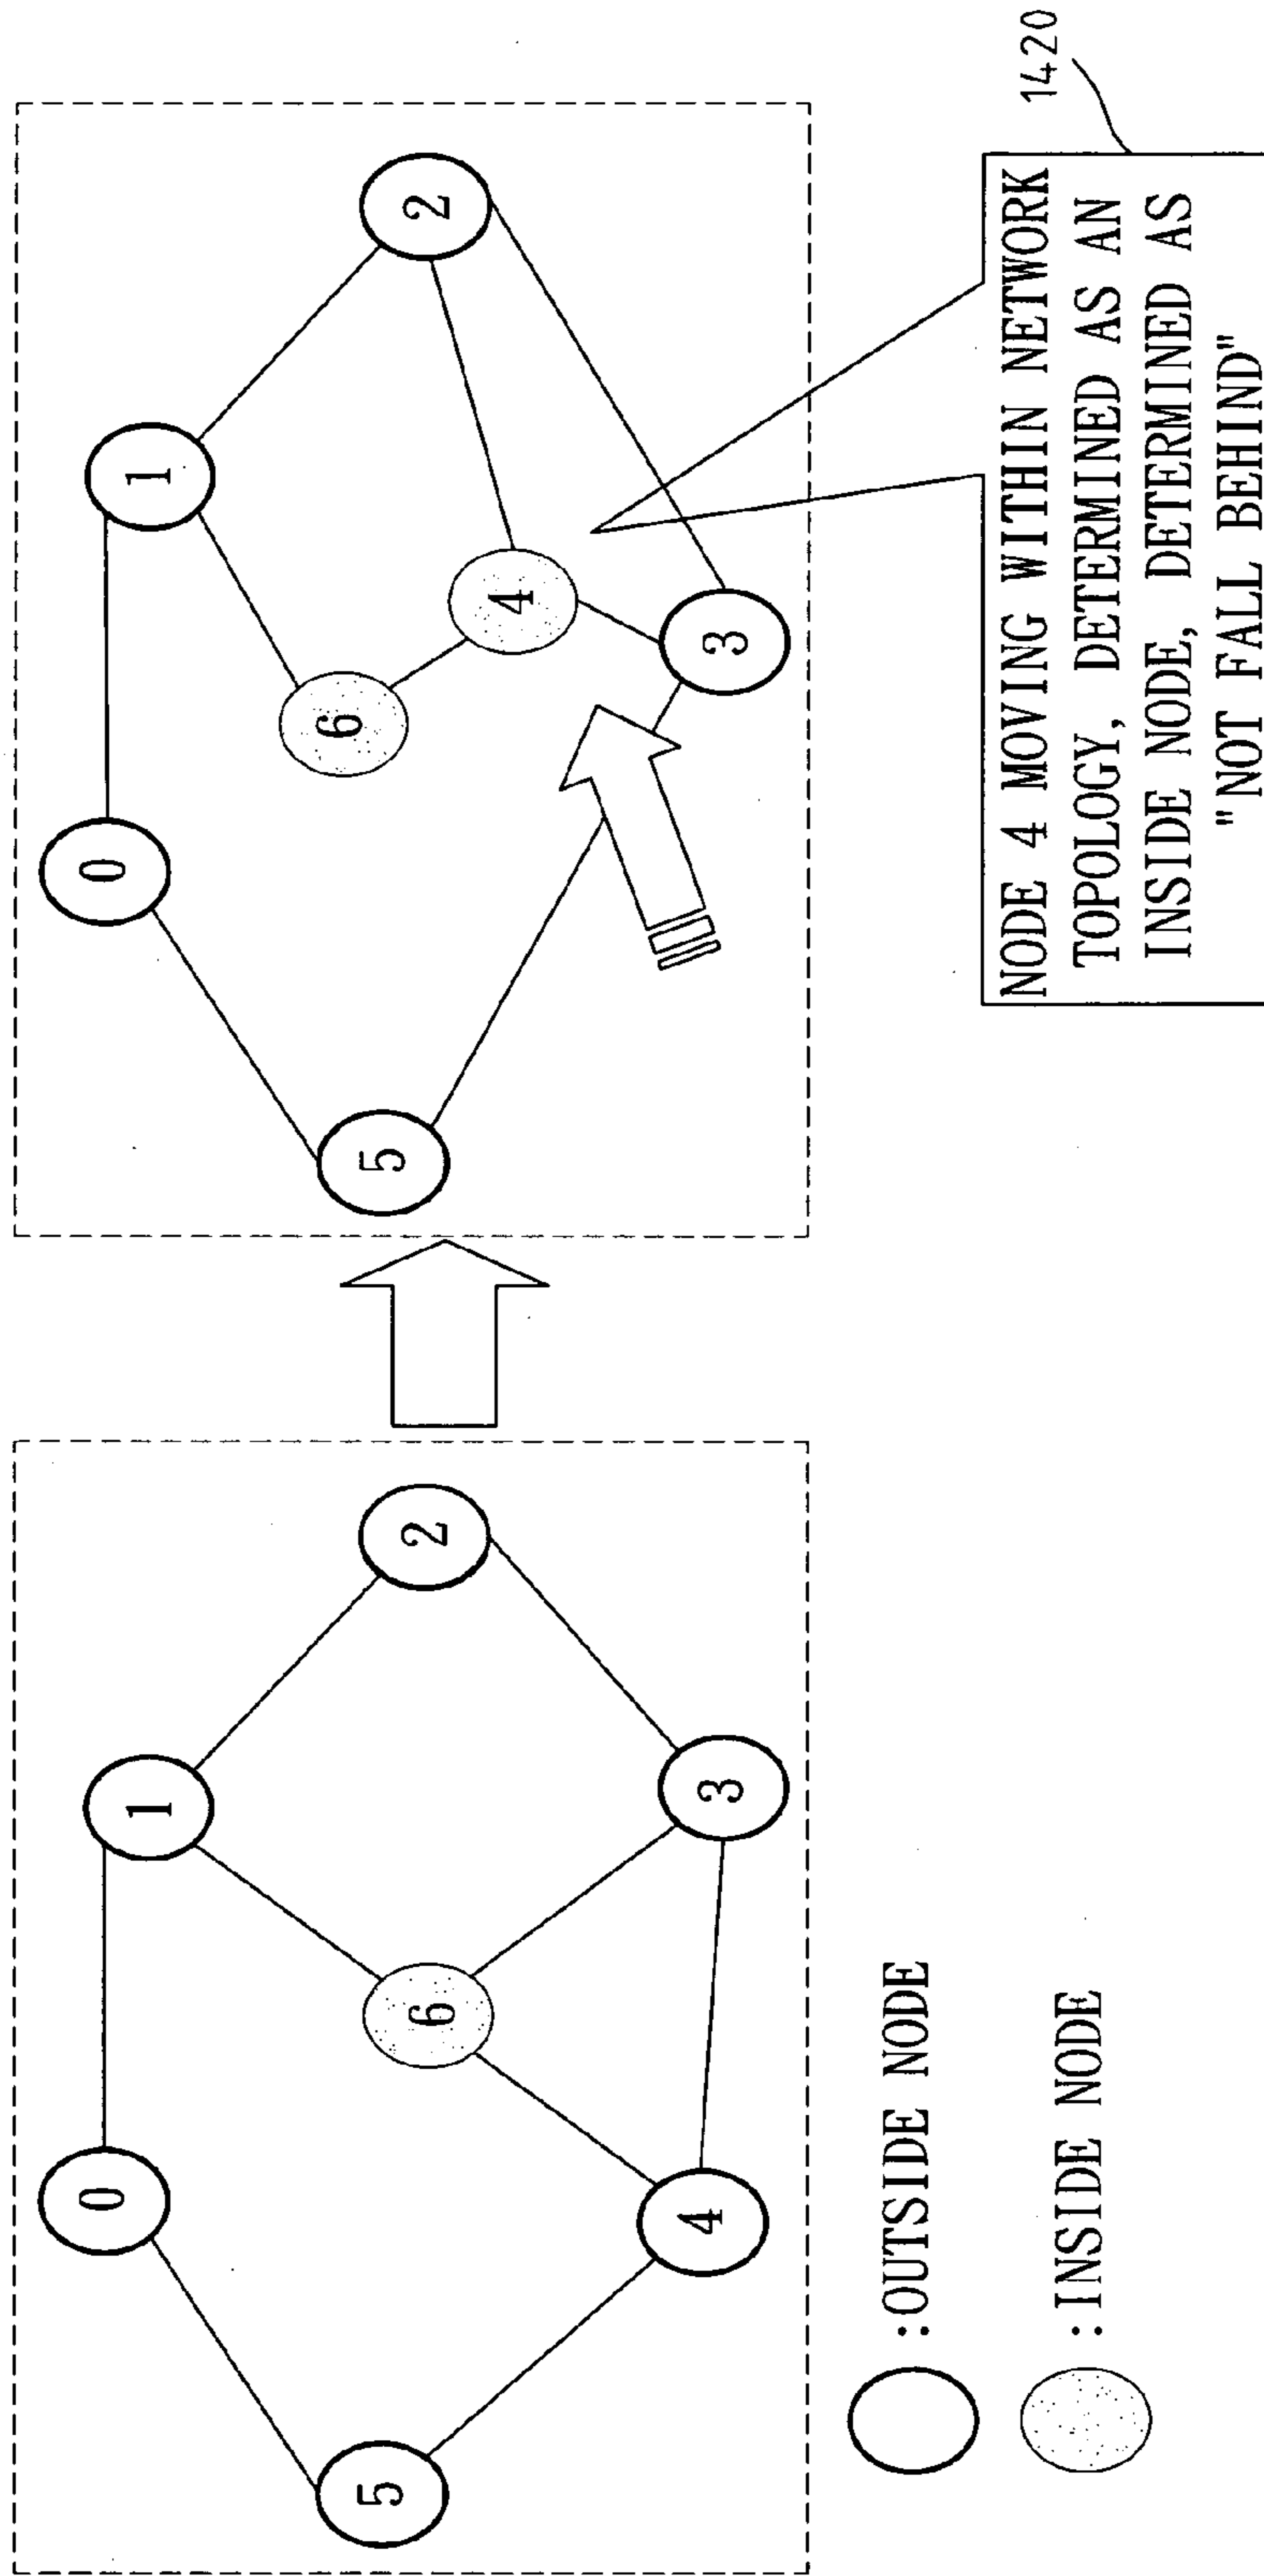 0
1
5
6
2
4
3
0
1
5
6
2
4
3
:OUTSIDE NODE
:INSIDE NODE
1420
NODE 4 MOVING WITHIN NETWORK
TOPOLOGY, DETERMINED AS AN
INSIDE NODE, DETERMINED AS
"NOT FALL BEHIND"